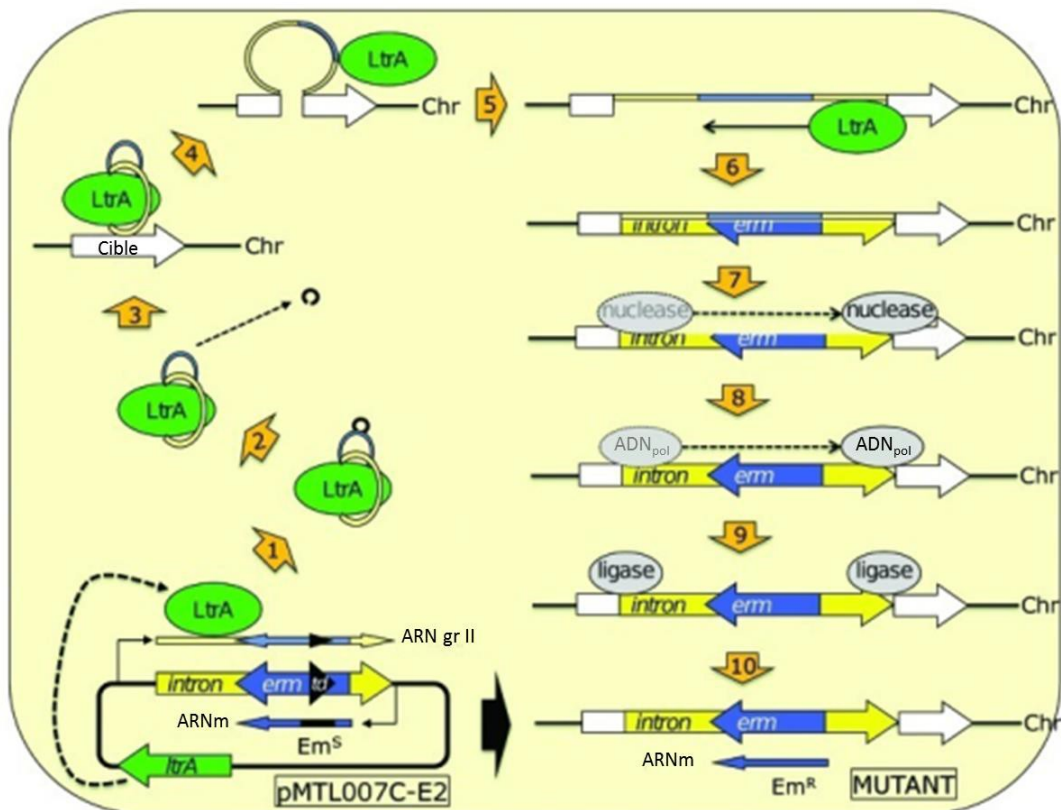 LtrA
Chr
5
LtrA
Chr
4
6
LtrA
Cible
Chr
intron
erm
Chr
3
7
nuclease
nuclease
intron
erm
Chr
LtrA
2
8
LtrA
ADNpol
ADNpol
intron
erm
Chr
1
9
ligase
ligase
intron
erm
Chr
LtrA
ARN gr II
10
intron
erm
td
ARNm
EmS
ltrA
pMTL007C-E2
intron
erm
Chr
ARNm
EmR
MUTANT